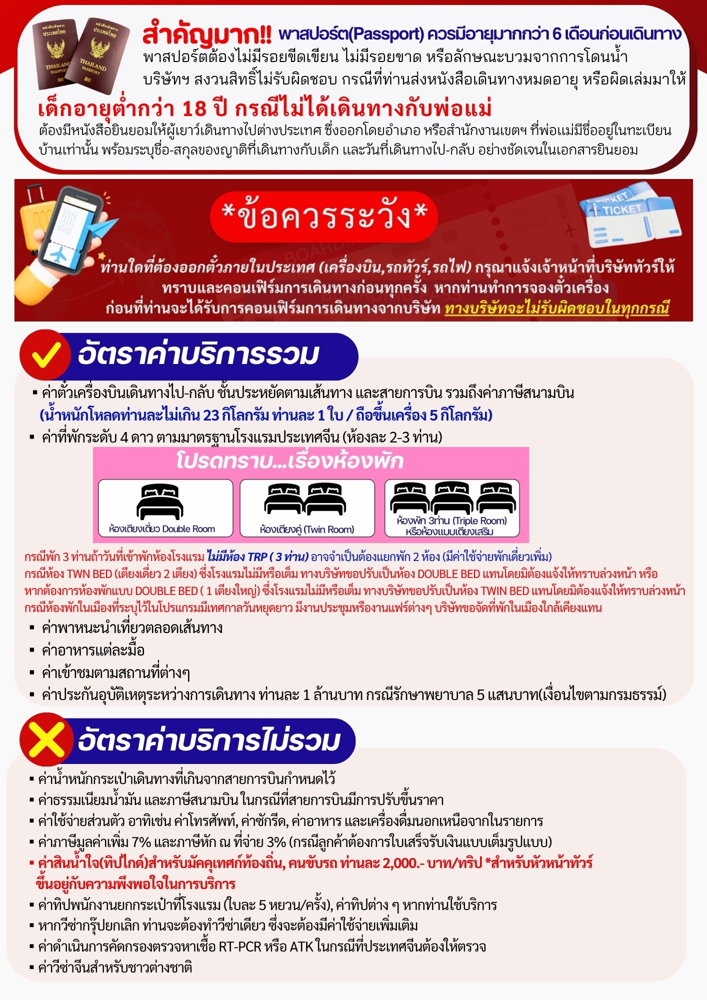 หนังสือเดินทาง
ประเทศไทย
THAILAND
PASSPORT
หนังสือเดินทาง
ประเทศไทย
THAILAND
PASSPORT
สำคัญมาก!! พาสปอร์ต(Passport) ควรมีอายุมากกว่า 6 เดือนก่อนเดินทาง
พาสปอร์ตต้องไม่มีรอยขีดเขียน ไม่มีรอยขาด หรือลักษณะบวมจากการโดนน้ำ
บริษัทฯ สงวนสิทธิ์ไม่รับผิดชอบ กรณีที่ท่านส่งหนังสือเดินทางหมดอายุ หรือผิดเล่มมาให้
เด็กอายุต่ำกว่า 18 ปี กรณีไม่ได้เดินทางกับพ่อแม่
ต้องมีหนังสือยินยอมให้ผู้เยาว์เดินทางไปต่างประเทศ ซึ่งออกโดยอำเภอ หรือสำนักงานเขตฯ ที่พ่อแม่มีชื่ออยู่ในทะเบียน
บ้านเท่านั้น พร้อมระบุชื่อ-สกุลของญาติที่เดินทางกับเด็ก และวันที่เดินทางไป-กลับ อย่างชัดเจนในเอกสารยินยอม
*ข้อควรระวัง*
TICKET
TICKET
BOARDING PASS
ท่านใดที่ต้องออกตั๋วภายในประเทศ (เครื่องบิน,รถทัวร์,รถไฟ) กรุณาแจ้งเจ้าหน้าที่บริษัททัวร์ให้
ทราบและคอนเฟิร์มการเดินทางก่อนทุกครั้ง หากท่านทำการจองตั๋วเครื่อง
ก่อนที่ท่านจะได้รับการคอนเฟิร์มการเดินทางจากบริษัท ทางบริษัทจะไม่รับผิดชอบในทุกกรณี
อัตราค่าบริการรวม
▪ ค่าตั๋วเครื่องบินเดินทางไป-กลับ ชั้นประหยัดตามเส้นทาง และสายการบิน รวมถึงค่าภาษีสนามบิน
(น้ำหนักโหลดท่านละไม่เกิน 23 กิโลกรัม ท่านละ 1 ใบ / ถือขึ้นเครื่อง 5 กิโลกรัม)
▪ ค่าที่พักระดับ 4 ดาว ตามมาตรฐานโรงแรมประเทศจีน (ห้องละ 2-3 ท่าน)
โปรดทราบ...เรื่องห้องพัก
ห้องเตียงเดี่ยว Double Room
ห้องเตียงคู่ (Twin Room)
ห้องพัก 3ท่าน (Triple Room)
หรือห้องแบบเตียงเสริม
กรณีพัก 3 ท่านถ้าวันที่เข้าพักห้องโรงแรม ไม่มีห้อง TRP ( 3 ท่าน) อาจจำเป็นต้องแยกพัก 2 ห้อง (มีค่าใช้จ่ายพักเดี่ยวเพิ่ม)
กรณีห้อง TWN BED (เตียงเดี่ยว 2 เตียง) ซึ่งโรงแรมไม่มีหรือเต็ม ทางบริษัทขอปรับเป็นห้อง DOUBLE BED แทนโดยมิต้องแจ้งให้ทราบล่วงหน้า หรือ
หากต้องการห้องพักแบบ DOUBLE BED ( 1 เตียงใหญ่) ซึ่งโรงแรมไม่มีหรือเต็ม ทางบริษัทขอปรับเป็นห้อง TWIN BED แทนโดยมิต้องแจ้งให้ทราบล่วงหน้า
กรณีห้องพักในเมืองที่ระบุไว้ในโปรแกรมมีเทศกาลวันหยุดยาว มีงานประชุมหรืองานแฟร์ต่างๆ บริษัทขอจัดที่พักในเมืองใกล้เคียงแทน
▪ ค่าพาหนะนำเที่ยวตลอดเส้นทาง
▪ ค่าอาหารแต่ละมื้อ
▪ ค่าเข้าชมตามสถานที่ต่างๆ
▪ ค่าประกันอุบัติเหตุระหว่างการเดินทาง ท่านละ 1 ล้านบาท กรณีรักษาพยาบาล 5 แสนบาท(เงื่อนไขตามกรมธรรม์)
อัตราค่าบริการไม่รวม
▪ ค่าน้ำหนักกระเป๋าเดินทางที่เกินจากสายการบินกำหนดไว้
▪ ค่าธรรมเนียมน้ำมัน และภาษีสนามบิน ในกรณีที่สายการบินมีการปรับขึ้นราคา
▪ ค่าใช้จ่ายส่วนตัว อาทิเช่น ค่าโทรศัพท์, ค่าซักรีด, ค่าอาหาร และเครื่องดื่มนอกเหนือจากในรายการ
▪ ค่าภาษีมูลค่าเพิ่ม 7% และภาษีหัก ณ ที่จ่าย 3% (กรณีลูกค้าต้องการใบเสร็จรับเงินแบบเต็มรูปแบบ)
▪ ค่าสินน้ำใจ(ทิปไกด์)สำหรับมัคคุเทศก์ท้องถิ่น, คนขับรถ ท่านละ 2,000.- บาท/ทริป *สำหรับหัวหน้าทัวร์
ขึ้นอยู่กับความพึงพอใจในการบริการ
▪ ค่าทิปพนักงานยกกระเป๋าที่โรงแรม (ใบละ 5 หยวน/ครั้ง), ค่าทิปต่าง ๆ หากท่านใช้บริการ
▪ หากวีซ่ากรุ๊ปยกเลิก ท่านจะต้องทำวีซ่าเดียว ซึ่งจะต้องมีค่าใช้จ่ายเพิ่มเติม
▪ ค่าดำเนินการคัดกรองตรวจหาเชื้อ RT-PCR หรือ ATK ในกรณีที่ประเทศจีนต้องให้ตรวจ
▪ ค่าวีซ่าจีนสำหรับชาวต่างชาติ